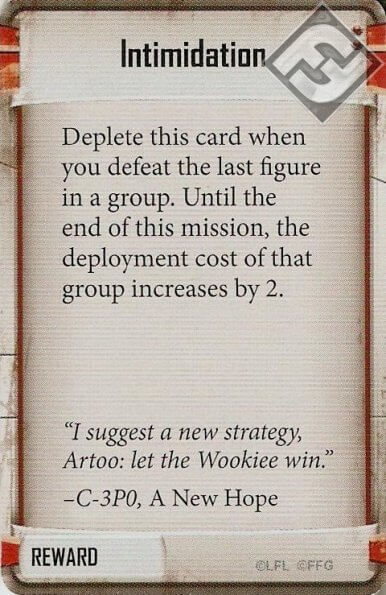 Intimidation
Deplete this card when
you defeat the last figure
in a group. Until the
end of this mission, the
deployment cost of that
group increases by 2.
“I suggest a new strategy,
Artoo: let the Wookiee win.”
–C-3P0, A New Hope
REWARD
©LFL ©FFG